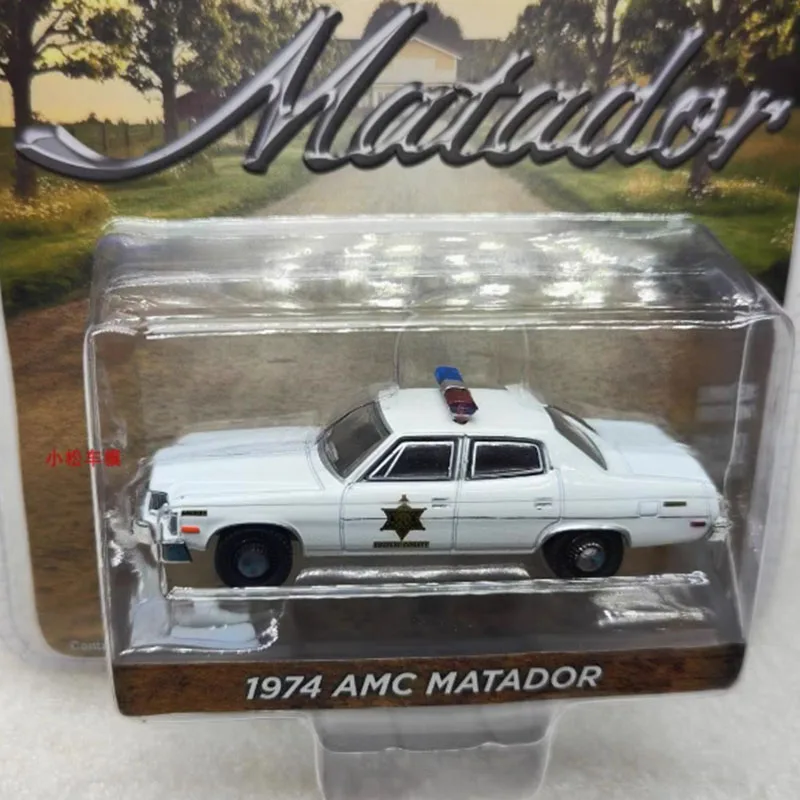 Matador
小松车模
1974 AMC MATADOR